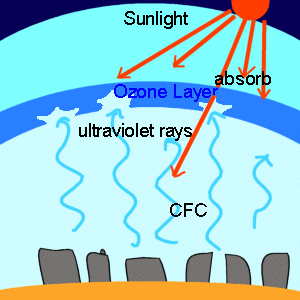 Sunlight
absorb
Ozone Layer
ultraviolet rays
CFC